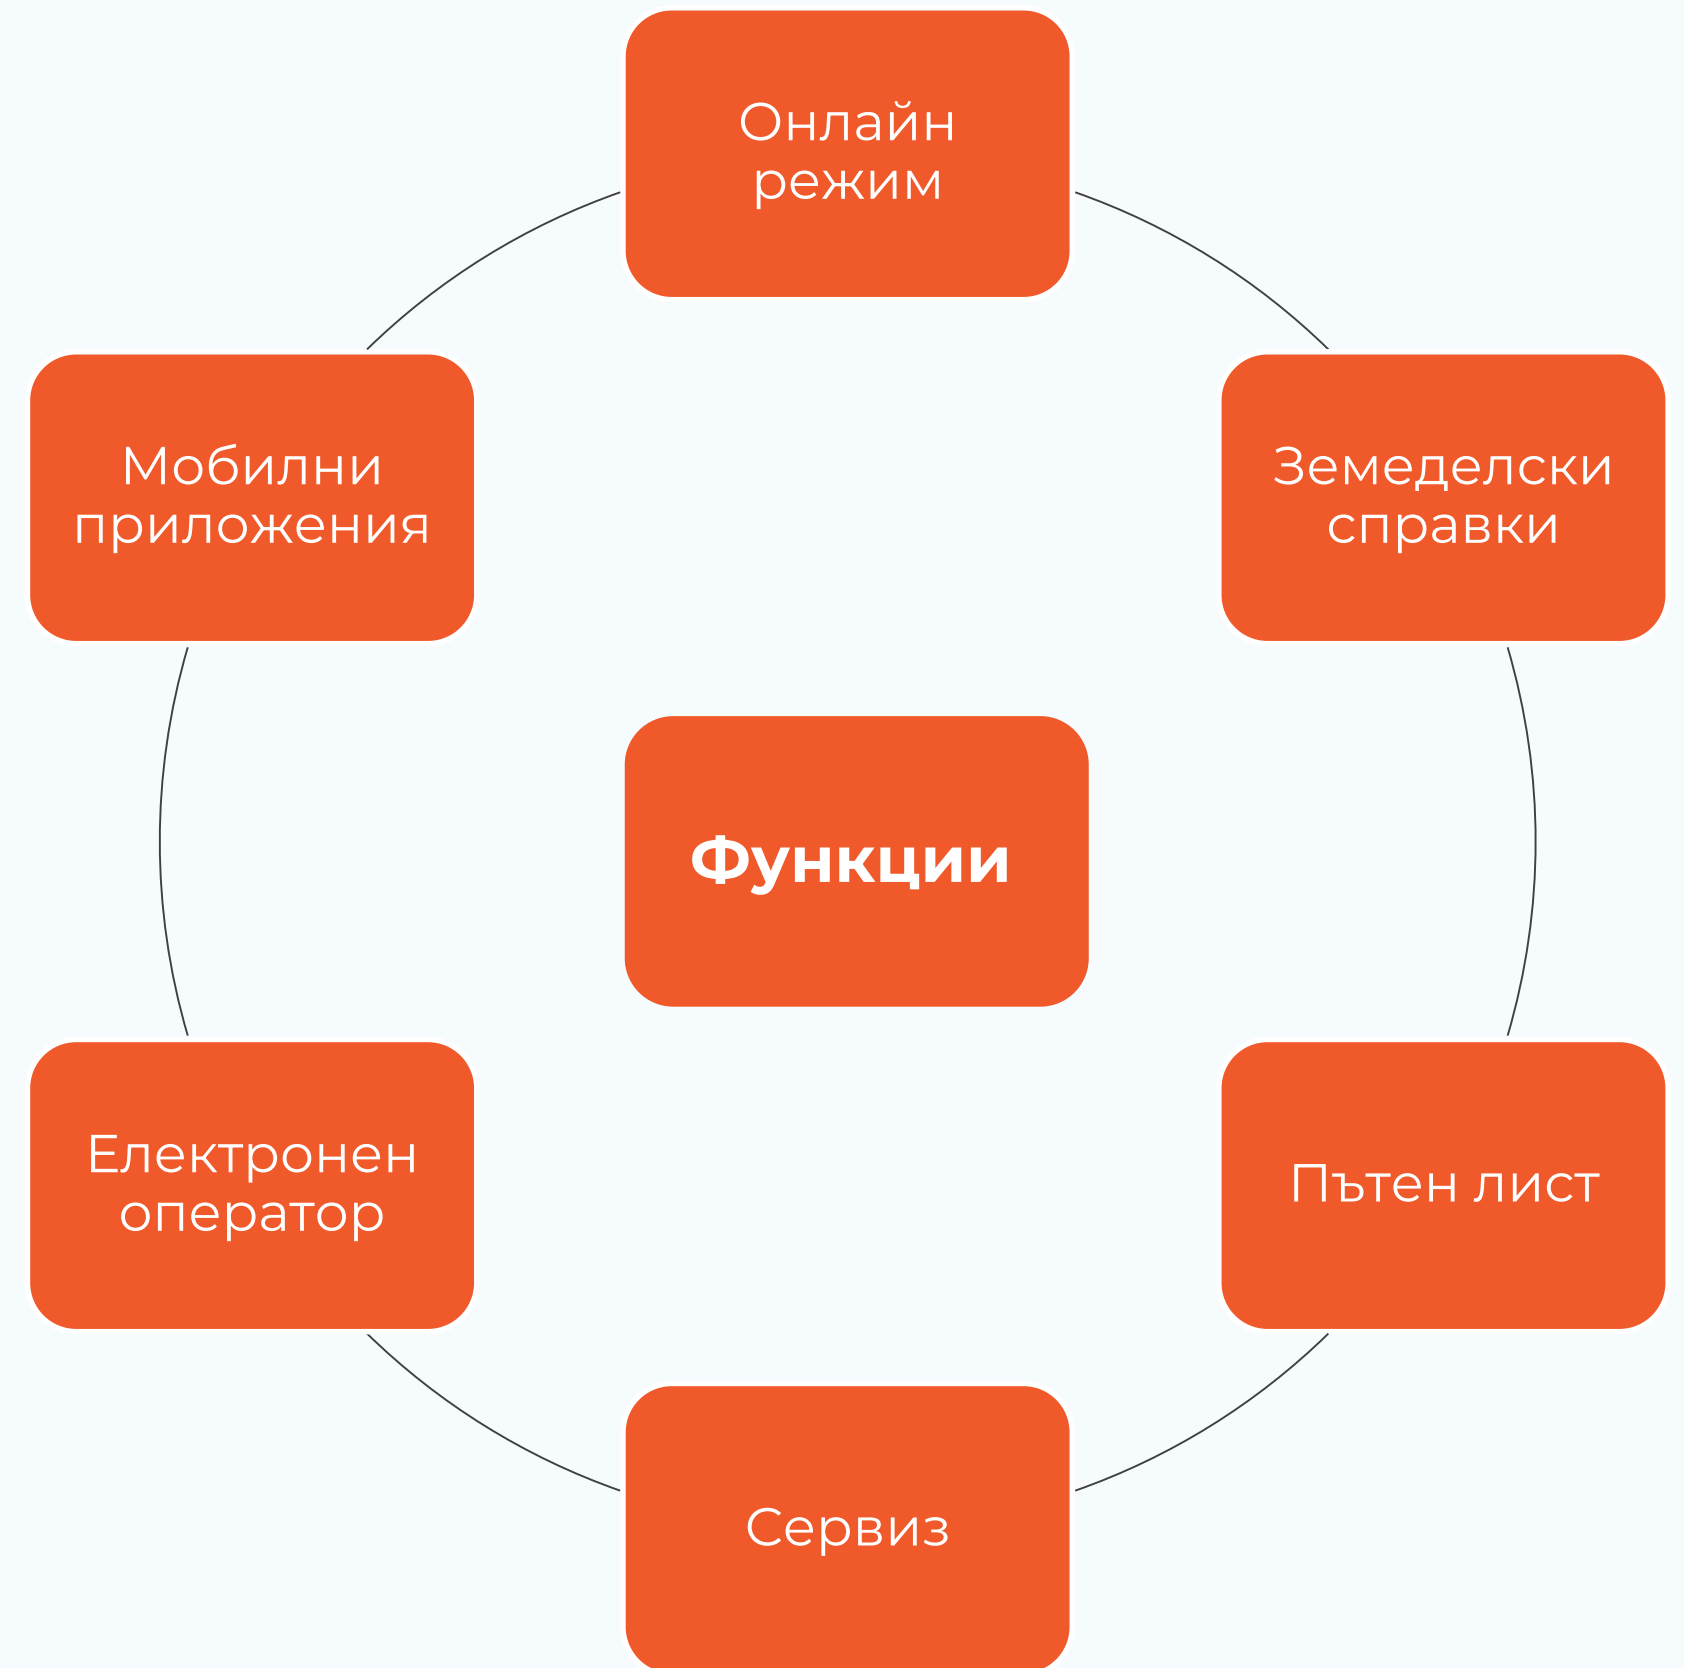 Онлайн
режим
Мобилни
приложения
Земеделски
справки
Функции
Електронен
оператор
Пътен лист
Сервиз